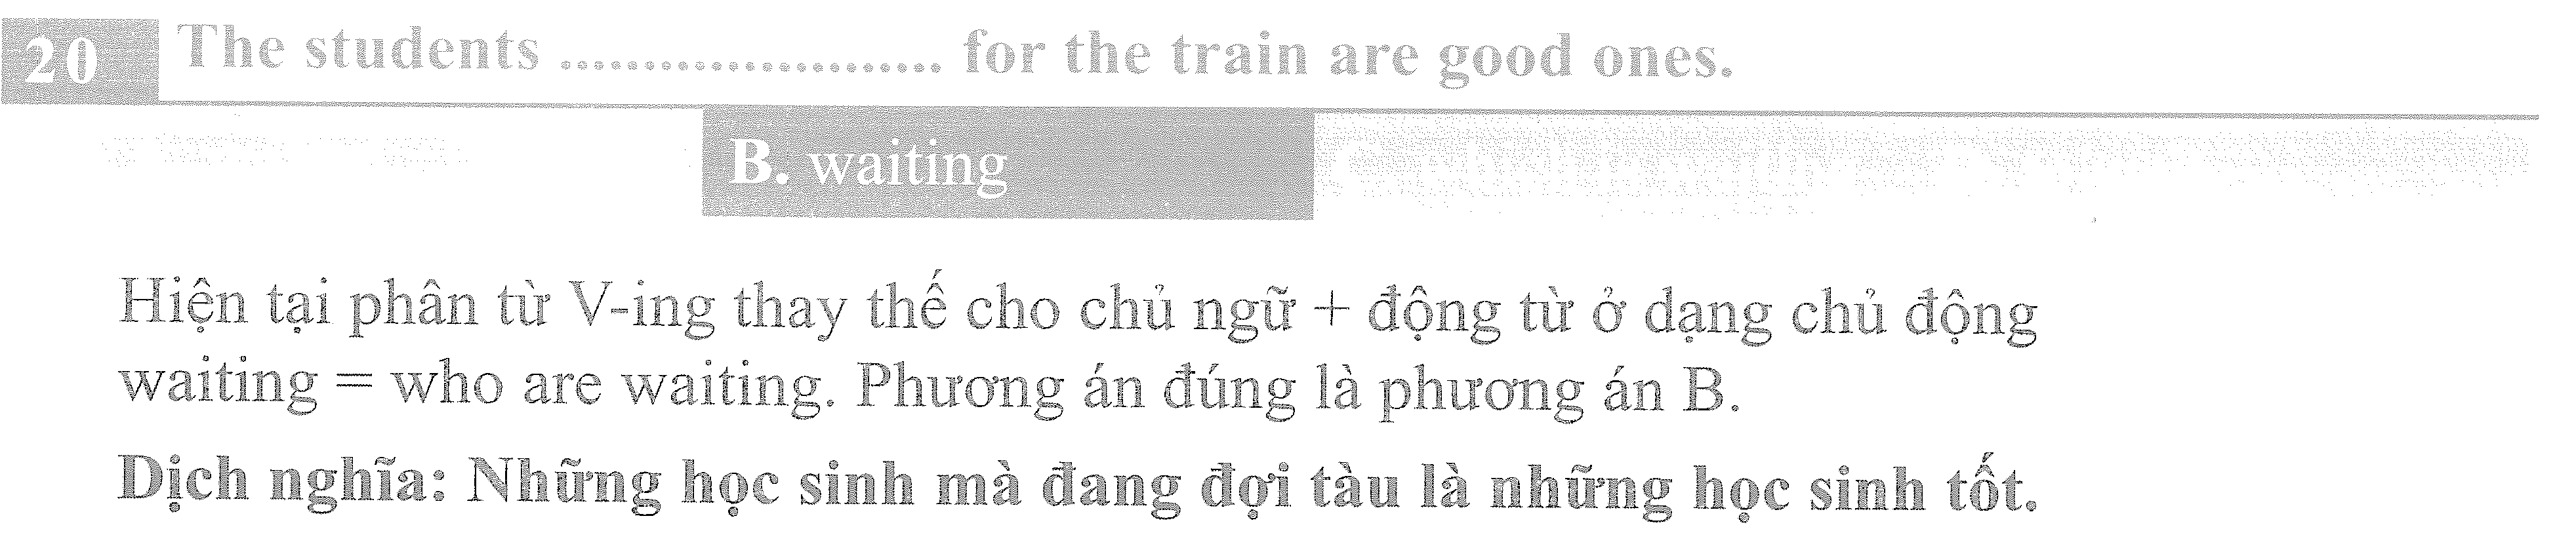 20 The students ....................... for the train are good ones.
B. waiting
Hiện tại phân từ V-ing thay thế cho chủ ngữ + động từ ở dạng chủ động
waiting = who are waiting. Phương án đúng là phương án B.
Dịch nghĩa: Những học sinh mà đang đợi tàu là những học sinh tốt.